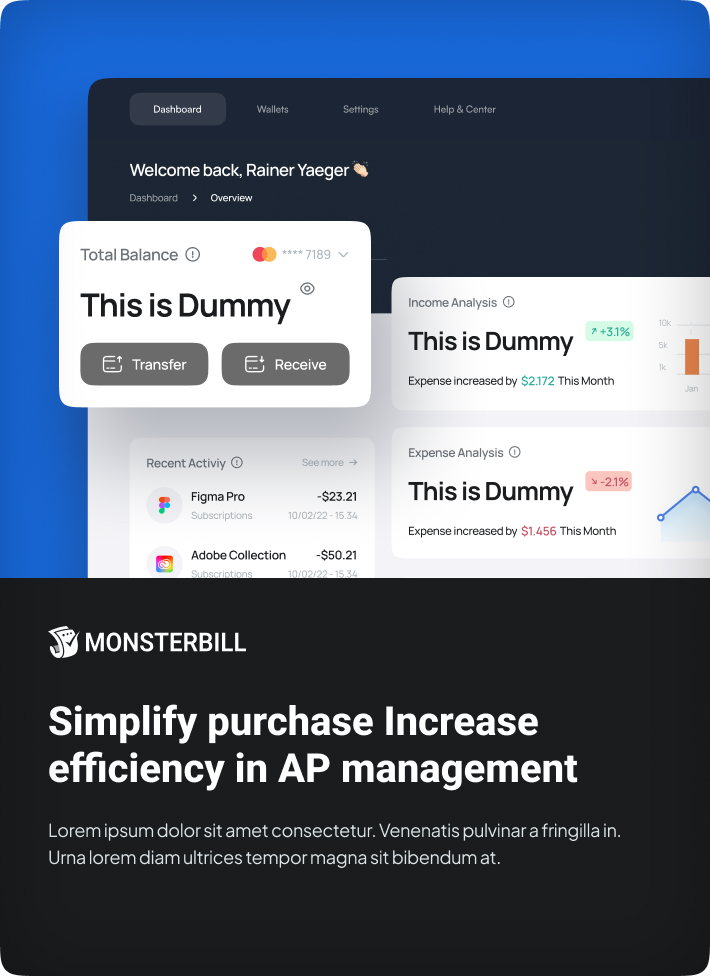 Dashboard Wallets Settings Help & Center
Welcome back, Rainer Yaeger 👏🏻
Dashboard > Overview
Total Balance **** 7189
This is Dummy
Transfer Receive
Income Analysis
This is Dummy +3.1%
Expense increased by $2.172 This Month
10k
5k
1k
Jan
Recent Activiy See more →
Figma Pro -$23.21
Subscriptions 10/02/22 - 15.34
Adobe Collection -$50.21
Subscriptions 10/02/22 - 15.34
Expense Analysis
This is Dummy -2.1%
Expense increased by $1.456 This Month
MONSTERBILL
Simplify purchase Increase
efficiency in AP management
Lorem ipsum dolor sit amet consectetur. Venenatis pulvinar a fringilla in.
Urna lorem diam ultrices tempor magna sit bibendum at.